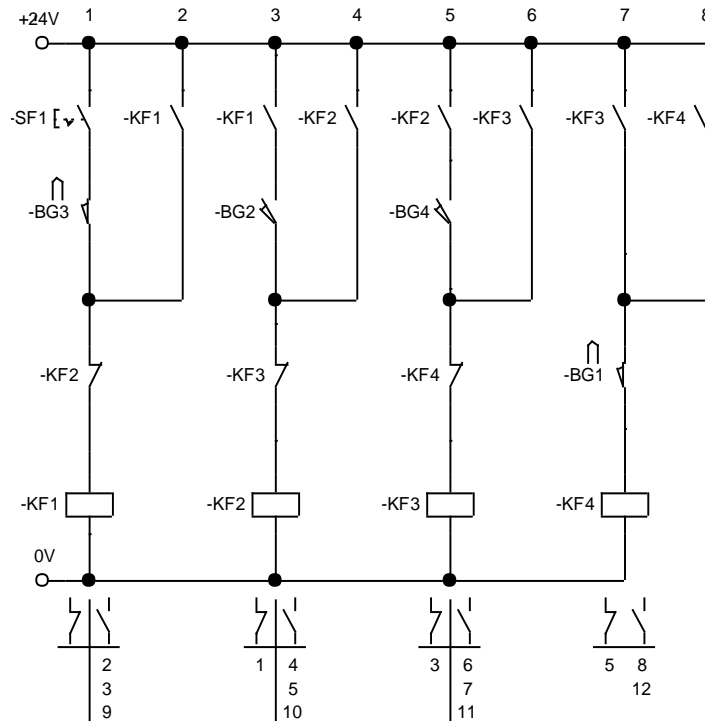 1 2 3 4 5 6 7 8
+24V
-SF1 -KF1 -KF1 -KF2 -KF2 -KF3 -KF3 -KF4
-BG3 -BG2 -BG4
-KF2 -KF3 -KF4 -BG1
-KF1 -KF2 -KF3 -KF4
0V
2 1 4 3 6 5 8
3 5 7 12
9 10 11